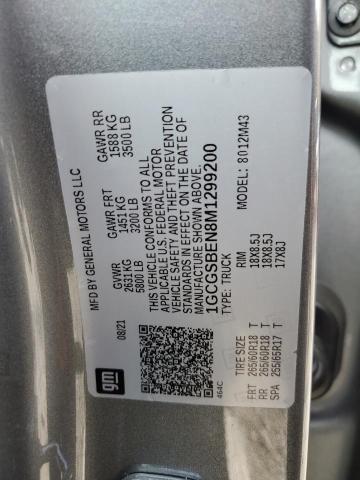 MFD BY GENERAL MOTORS LLC
08/21
GVWR
2631 KG
5800 LB
GAWR FRT
1451 KG
3200 LB
GAWR RR
1588 KG
3500 LB
THIS VEHICLE CONFORMS TO ALL
APPLICABLE U.S. FEDERAL MOTOR
VEHICLE SAFETY AND THEFT PREVENTION
STANDARDS IN EFFECT ON THE DATE OF
MANUFACTURE SHOWN ABOVE.
1GCGSBEN8M1299200
TYPE: TRUCK
MODEL: 8012M43
gm
464C
TIRE SIZE RIM
FRT 265/60R18 T 18X8.5J
RR 265/60R18 T 18X8.5J
SPA 255/65R17 T 17X8J